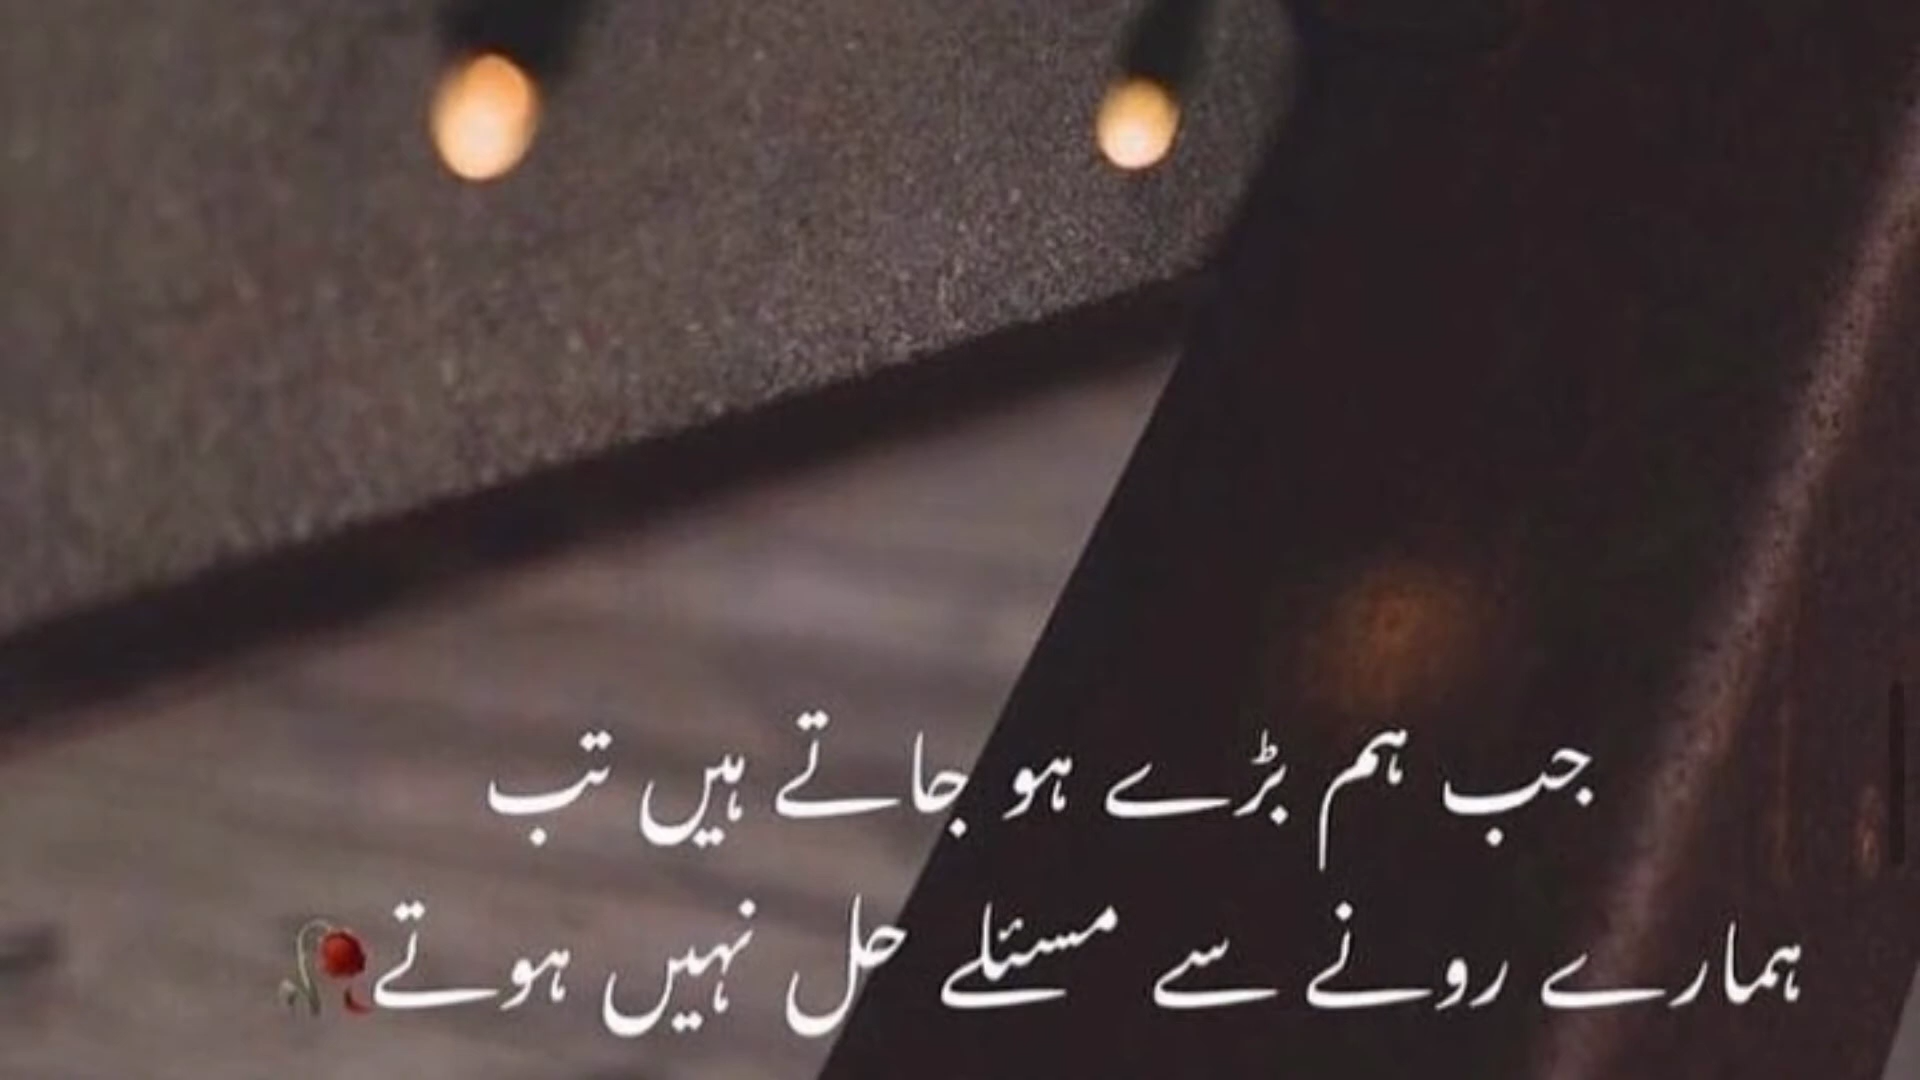 جب ہم بڑے ہو جاتے ہیں تب
ہمارے رونے سے مسئلے حل نہیں ہوتے🥀